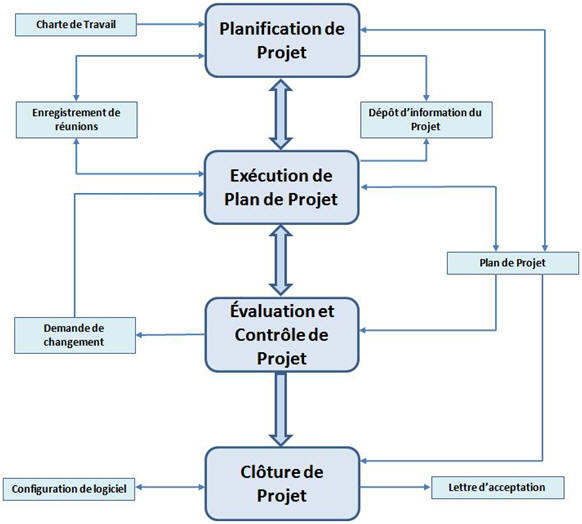 Charte de Travail
Planification de
Projet
Enregistrement de
réunions
Dépôt d'information du
Projet
Exécution de
Plan de Projet
Plan de Projet
Évaluation et
Contrôle de
Projet
Demande de
changement
Clôture de
Projet
Configuration de logiciel
Lettre d'acceptation